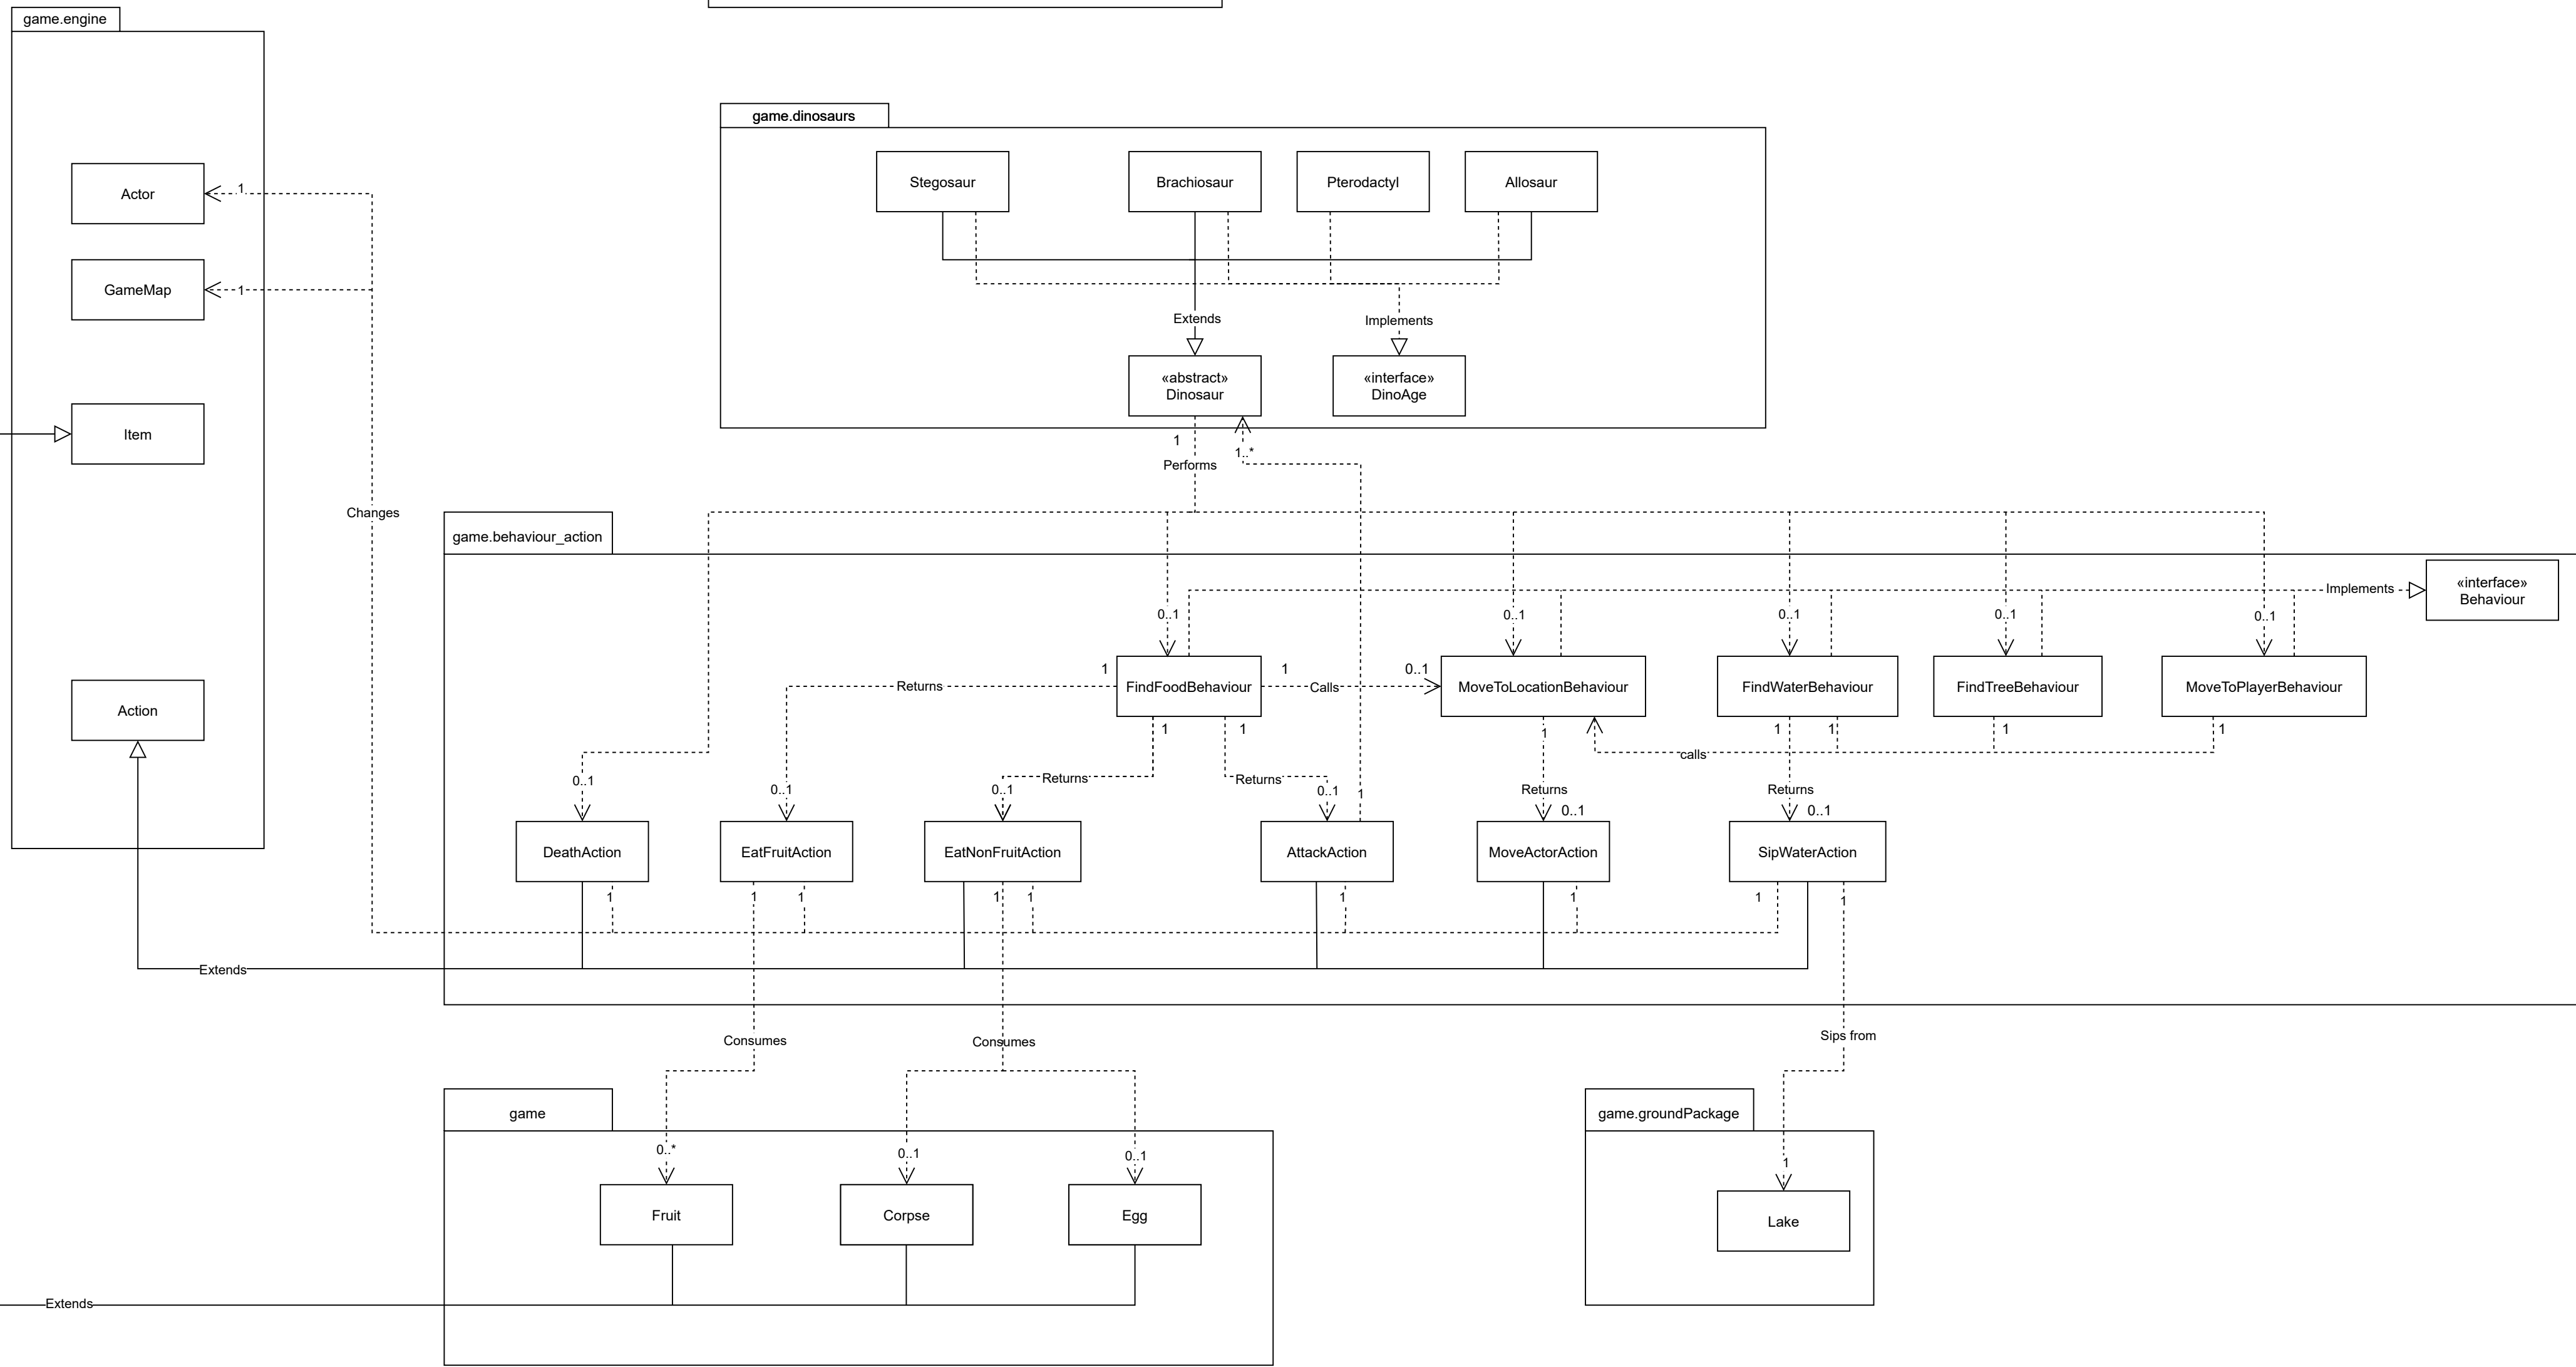 game.engine
game.dinosaurs
Stegosaur
Brachiosaur
Pterodactyl
Allosaur
Actor
1
GameMap
1
Extends
Implements
«abstract»
Dinosaur
«interface»
DinoAge
Item
1
1..*
Performs
Changes
game.behaviour_action
Implements
«interface»
Behaviour
0..1
0..1
0..1
0..1
0..1
1
1
0..1
Returns
FindFoodBehaviour
Calls
MoveToLocationBehaviour
FindWaterBehaviour
FindTreeBehaviour
MoveToPlayerBehaviour
Action
1
1
1
1
1
1
1
calls
0..1
Returns
Returns
0..1
0..1
0..1
1
Returns
0..1
Returns
0..1
DeathAction
EatFruitAction
EatNonFruitAction
AttackAction
MoveActorAction
SipWaterAction
1
1
1
1
1
1
1
1
1
Extends
Consumes
Consumes
Sips from
game
game.groundPackage
0..*
0..1
0..1
1
Fruit
Corpse
Egg
Lake
Extends